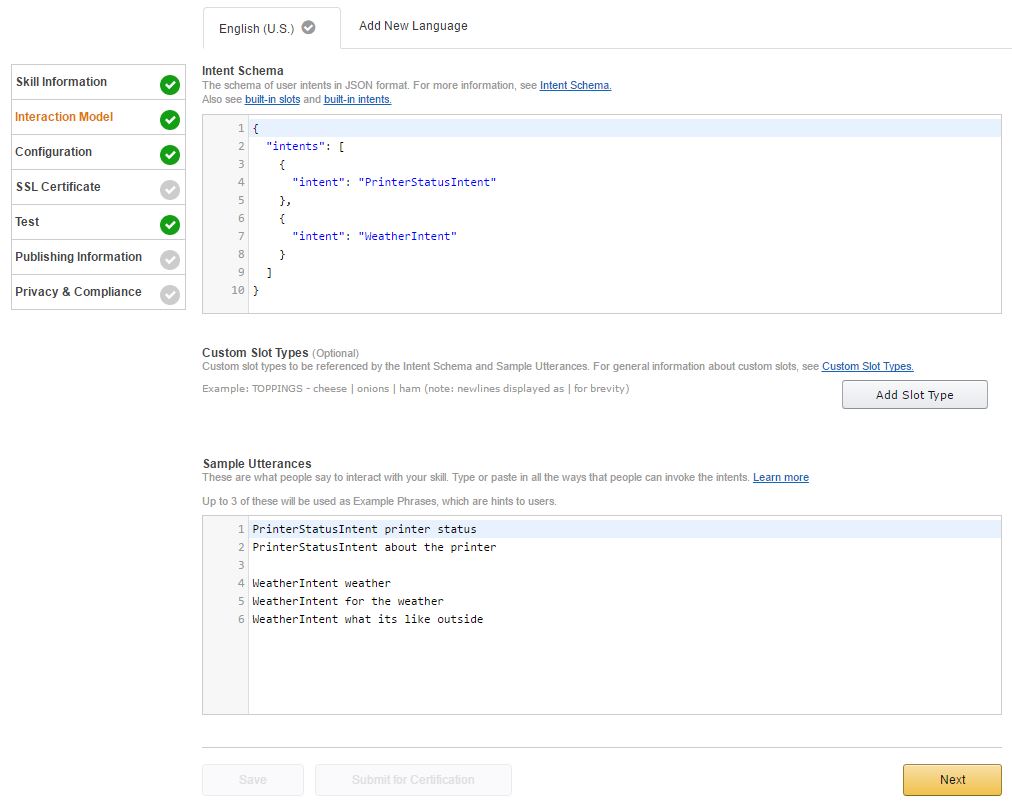 English (U.S.)
Add New Language
Skill Information
Interaction Model
Configuration
SSL Certificate
Test
Publishing Information
Privacy & Compliance
Intent Schema
The schema of user intents in JSON format. For more information, see Intent Schema.
Also see built-in slots and built-in intents.
1 {
2 "intents": [
3 {
4 "intent": "PrinterStatusIntent"
5 },
6 {
7 "intent": "WeatherIntent"
8 }
9 ]
10 }
Custom Slot Types (Optional)
Custom slot types to be referenced by the Intent Schema and Sample Utterances. For general information about custom slots, see Custom Slot Types.
Example: TOPPINGS - cheese | onions | ham (note: newlines displayed as | for brevity)
Add Slot Type
Sample Utterances
These are what people say to interact with your skill. Type or paste in all the ways that people can invoke the intents. Learn more
Up to 3 of these will be used as Example Phrases, which are hints to users.
1 PrinterStatusIntent printer status
2 PrinterStatusIntent about the printer
3
4 WeatherIntent weather
5 WeatherIntent for the weather
6 WeatherIntent what its like outside
Save
Submit for Certification
Next